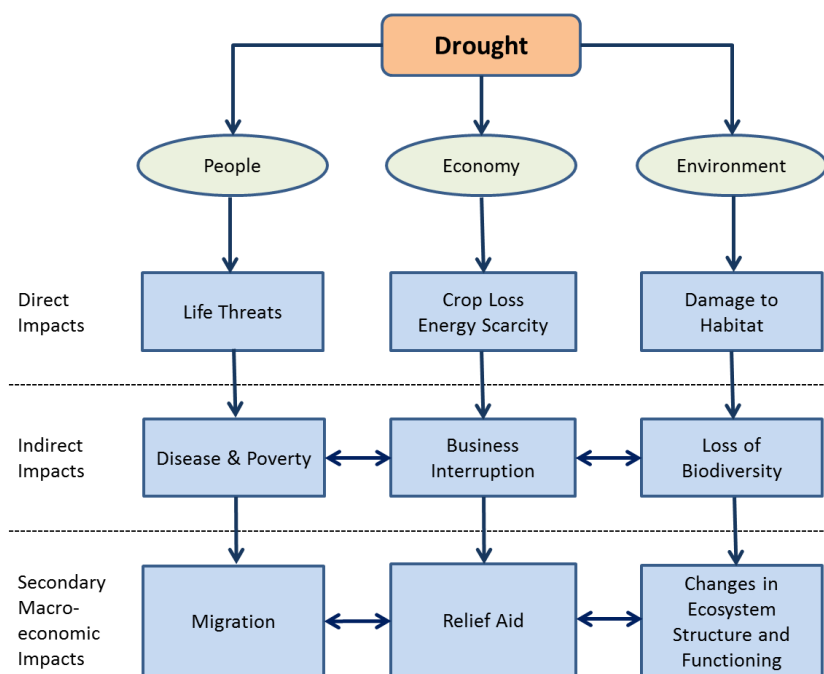 Drought
People
Economy
Environment
Direct
Impacts
Life Threats
Crop Loss
Energy Scarcity
Damage to
Habitat
Indirect
Impacts
Disease & Poverty
Business
Interruption
Loss of
Biodiversity
Secondary
Macro-
economic
Impacts
Migration
Relief Aid
Changes in
Ecosystem
Structure and
Functioning